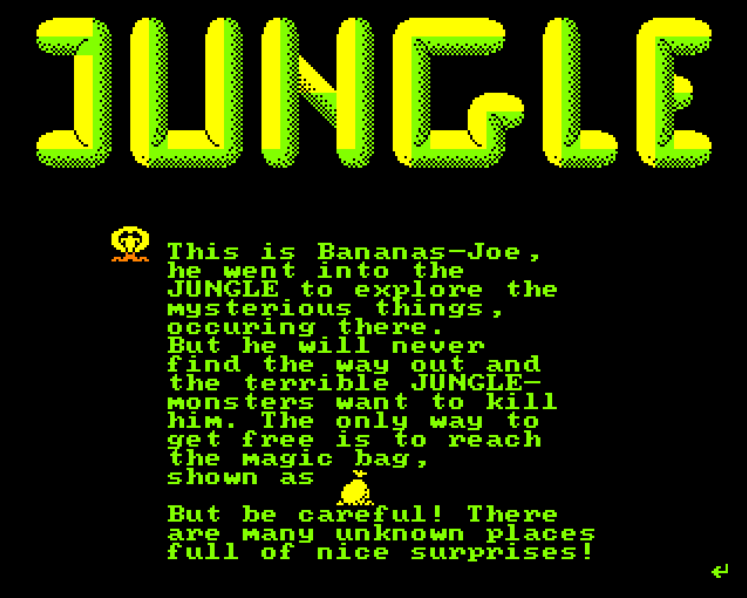 JUNGLE
This is Bananas-Joe,
he went into the
JUNGLE to explore the
mysterious things,
occuring there.
But he will never
find the way out and
the terrible JUNGLE-
monsters want to kill
him. The only way to
get free is to reach
the magic bag,
shown as
But be careful! There
are many unknown places
full of nice surprises!